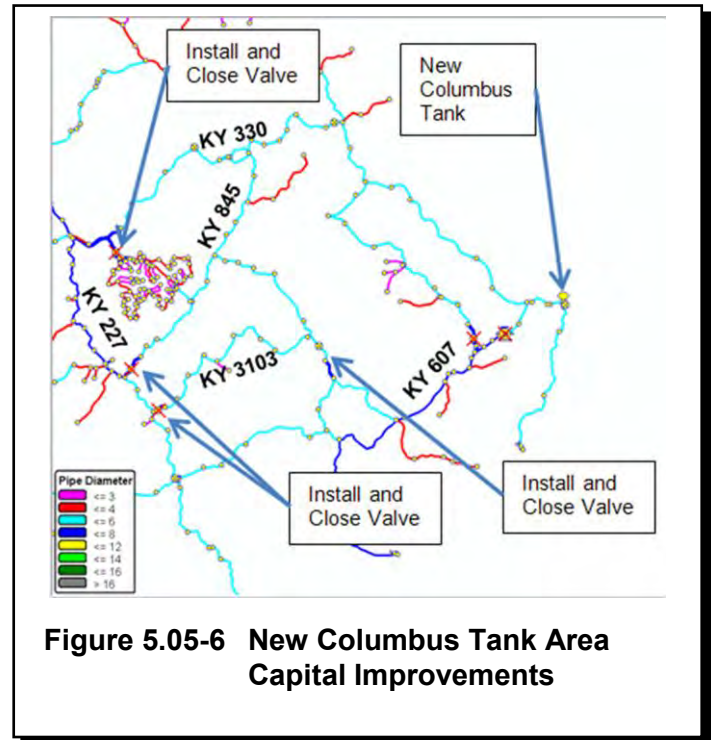 Install and
Close Valve
New
Columbus
Tank
KY 330
KY 845
KY 227
KY 3103
KY 607
Pipe Diameter
<= 3
<= 4
<= 6
<= 8
<= 12
<= 14
<= 16
> 16
Install and
Close Valve
Install and
Close Valve
Figure 5.05-6 New Columbus Tank Area
Capital Improvements